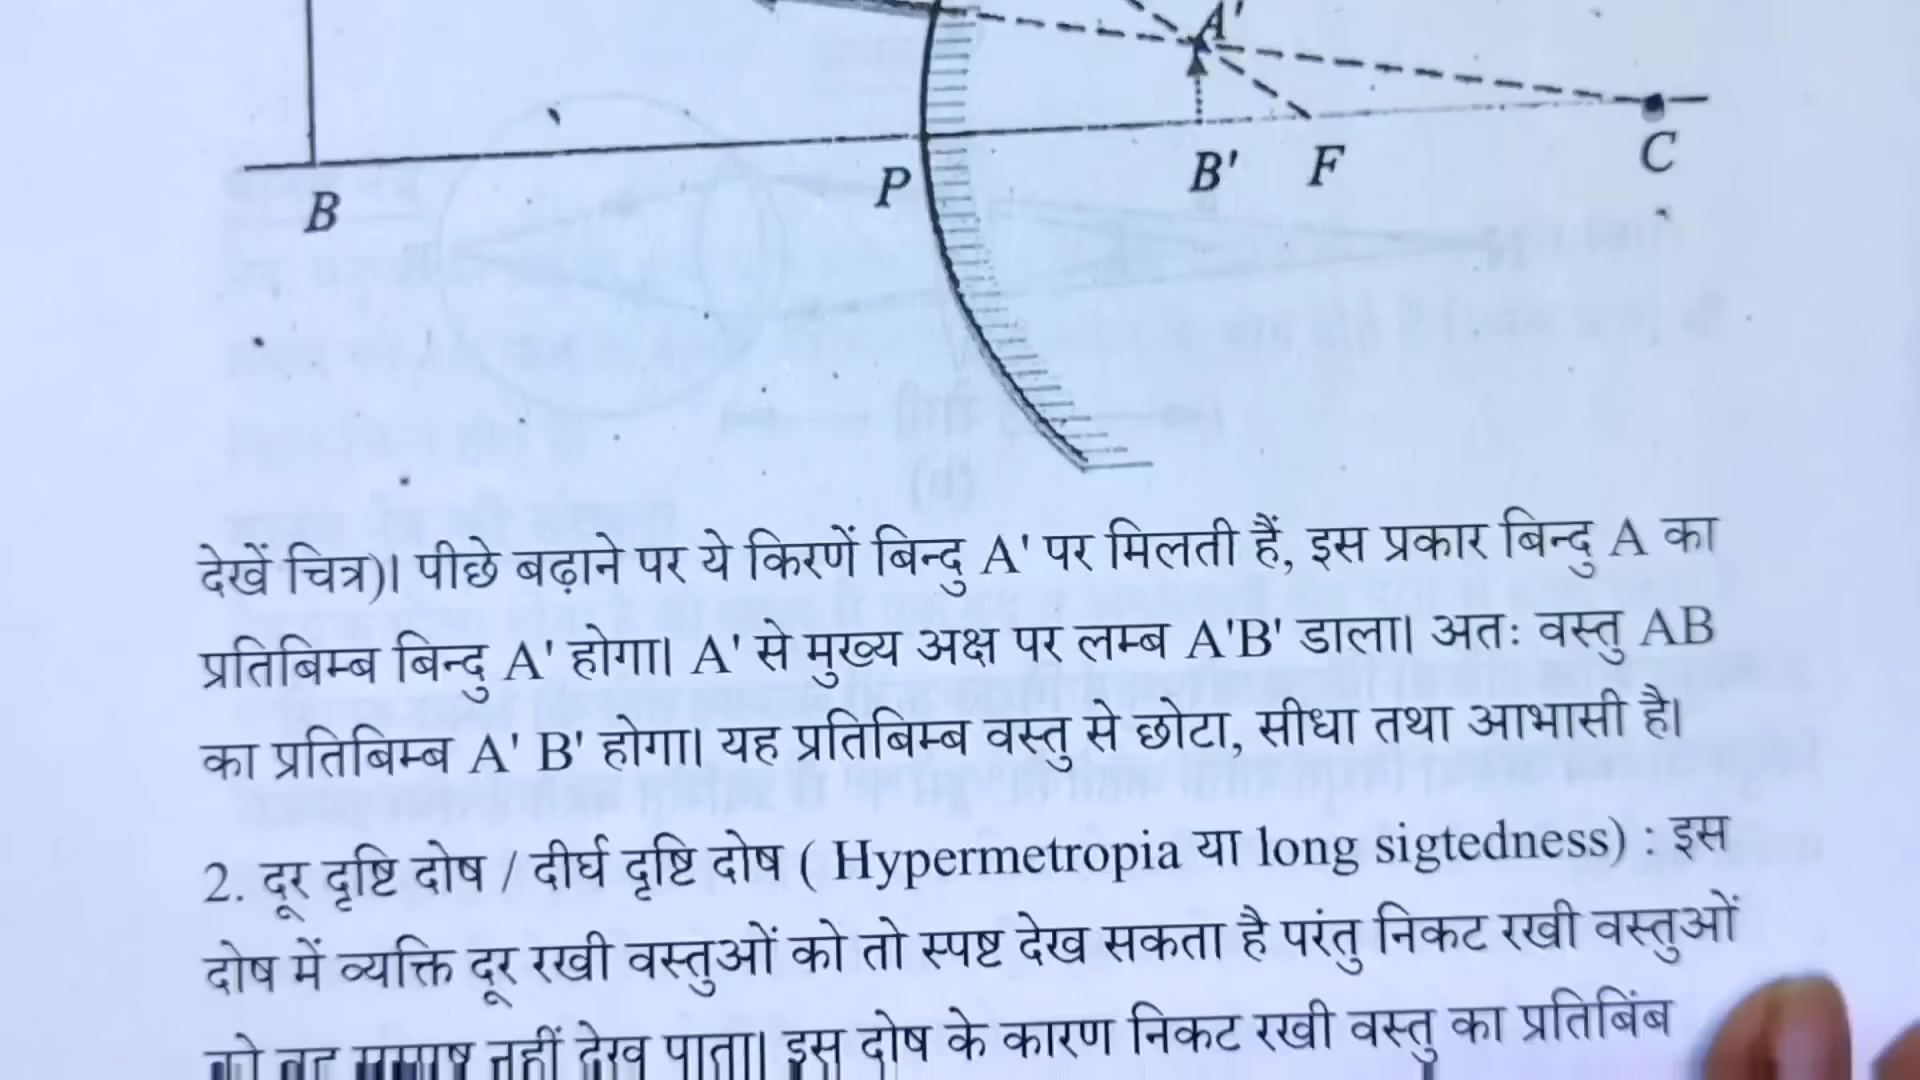 A'
B
P
B'
F
C
देखें चित्र)। पीछे बढ़ाने पर ये किरणें बिन्दु A' पर मिलती हैं, इस प्रकार बिन्दु A का
प्रतिबिम्ब बिन्दु A' होगा। A' से मुख्य अक्ष पर लम्ब A'B' डाला। अतः वस्तु AB
का प्रतिबिम्ब A' B' होगा। यह प्रतिबिम्ब वस्तु से छोटा, सीधा तथा आभासी है।
2. दूर दृष्टि दोष / दीर्घ दृष्टि दोष ( Hypermetropia या long sigtedness) : इस
दोष में व्यक्ति दूर रखी वस्तुओं को तो स्पष्ट देख सकता है परंतु निकट रखी वस्तुओं
नहीं देख पाता। इस दोष के कारण निकट रखी वस्तु का प्रतिबिंब